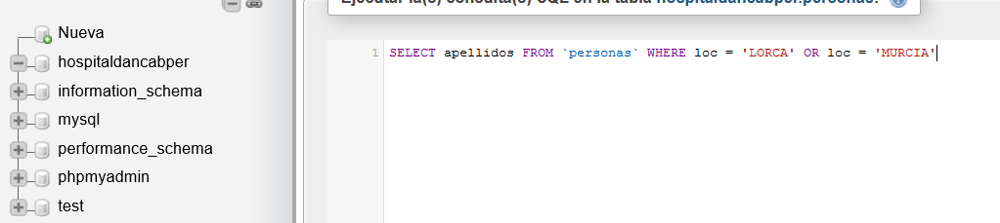 Ejecutar la(s) consulta(s) SQL en la tabla hospitaldancabper.personas:
Nueva
hospitaldancabper
information_schema
mysql
performance_schema
phpmyadmin
test
1 SELECT apellidos FROM `personas` WHERE loc = 'LORCA' OR loc = 'MURCIA'